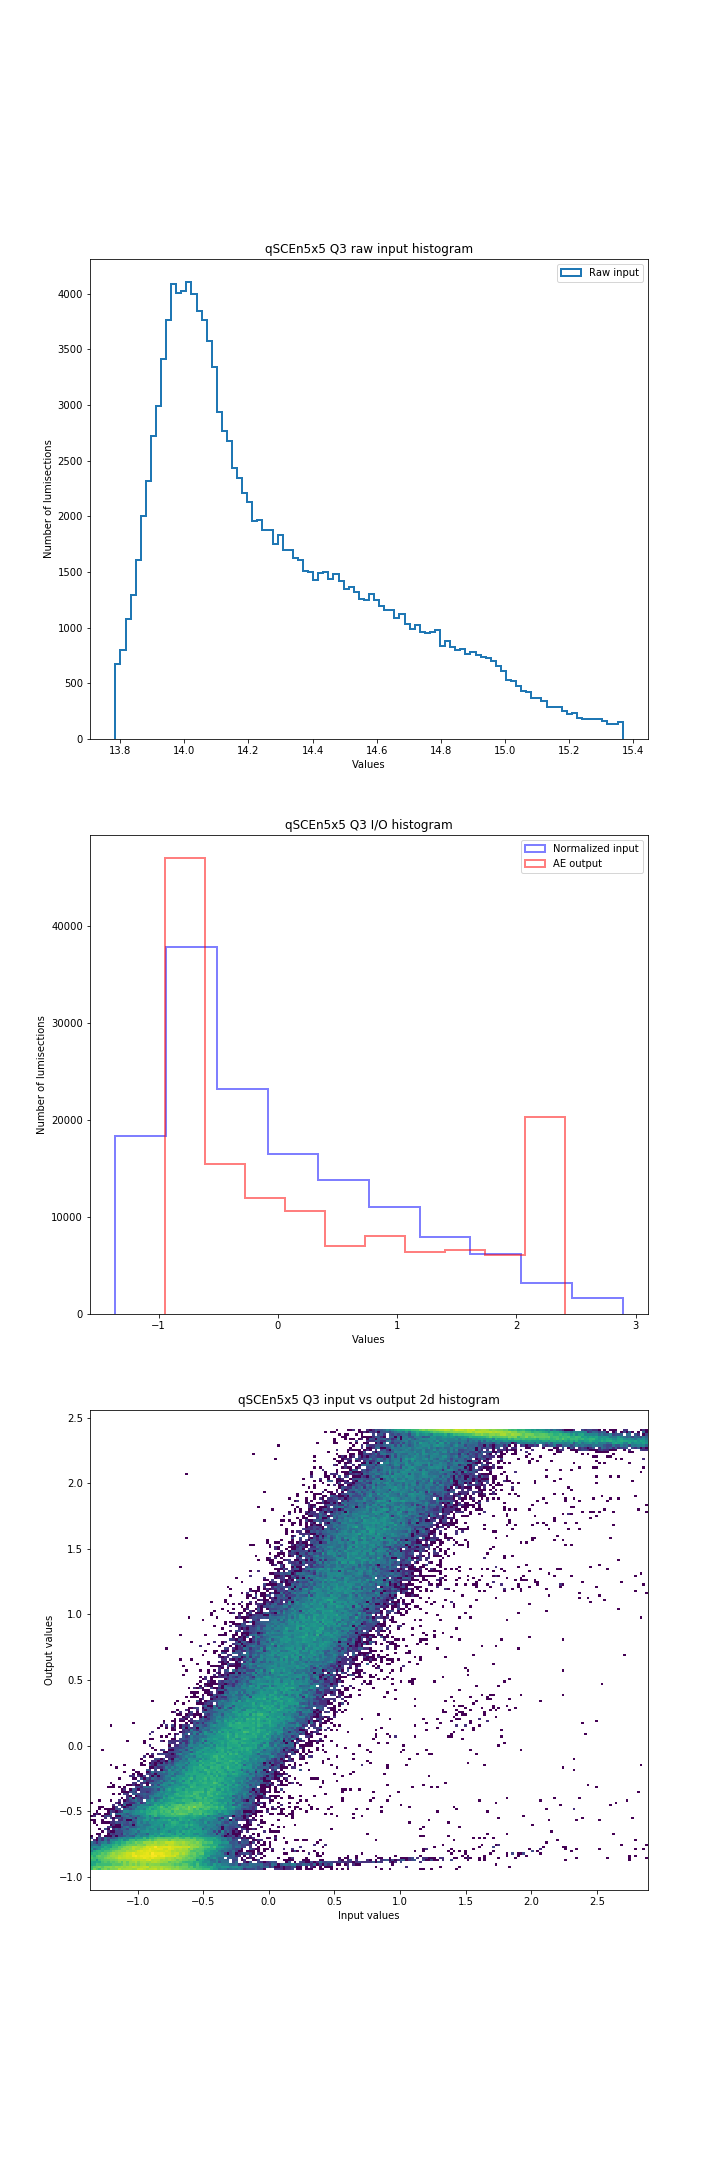 qSCEn5x5 Q3 raw input histogram
Raw input
4000
3500
3000
2500
2000
1500
1000
500
0
Number of lumisections
13.8 14.0 14.2 14.4 14.6 14.8 15.0 15.2 15.4
Values
qSCEn5x5 Q3 I/O histogram
Normalized input
AE output
40000
30000
20000
10000
0
Number of lumisections
−1 0 1 2 3
Values
qSCEn5x5 Q3 input vs output 2d histogram
2.5
2.0
1.5
1.0
0.5
0.0
−0.5
−1.0
Output values
−1.0 −0.5 0.0 0.5 1.0 1.5 2.0 2.5
Input values